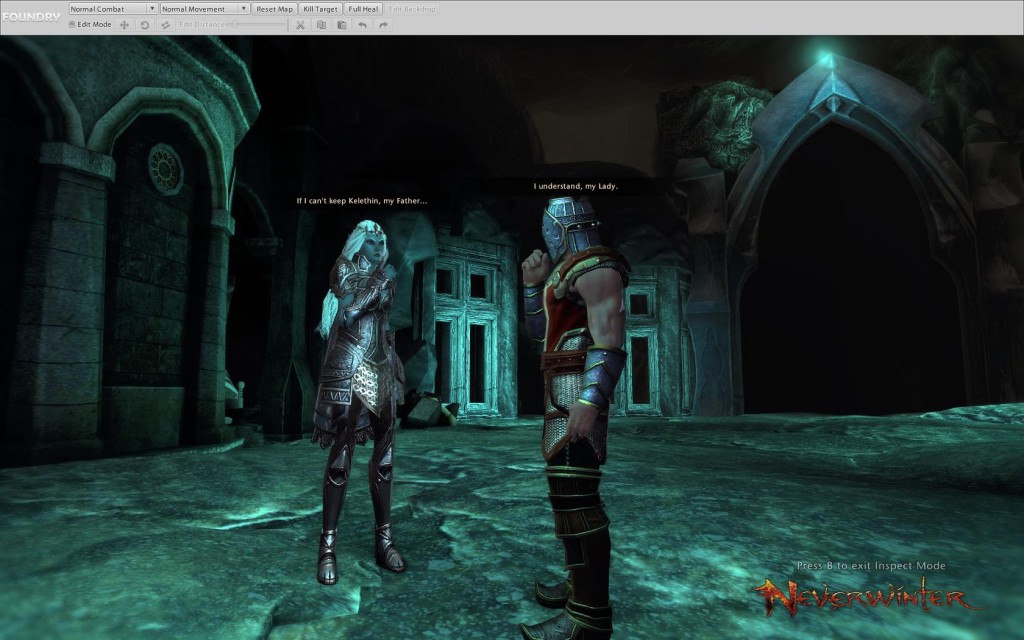 FOUNDRY
Normal Combat Normal Movement Reset Map Kill Target Full Heal Edit Backdrop
Edit Mode Edit Distance
I understand, my Lady.
If I can't keep Kelethin, my Father...
Press B to exit Inspect Mode
NEVERWINTER